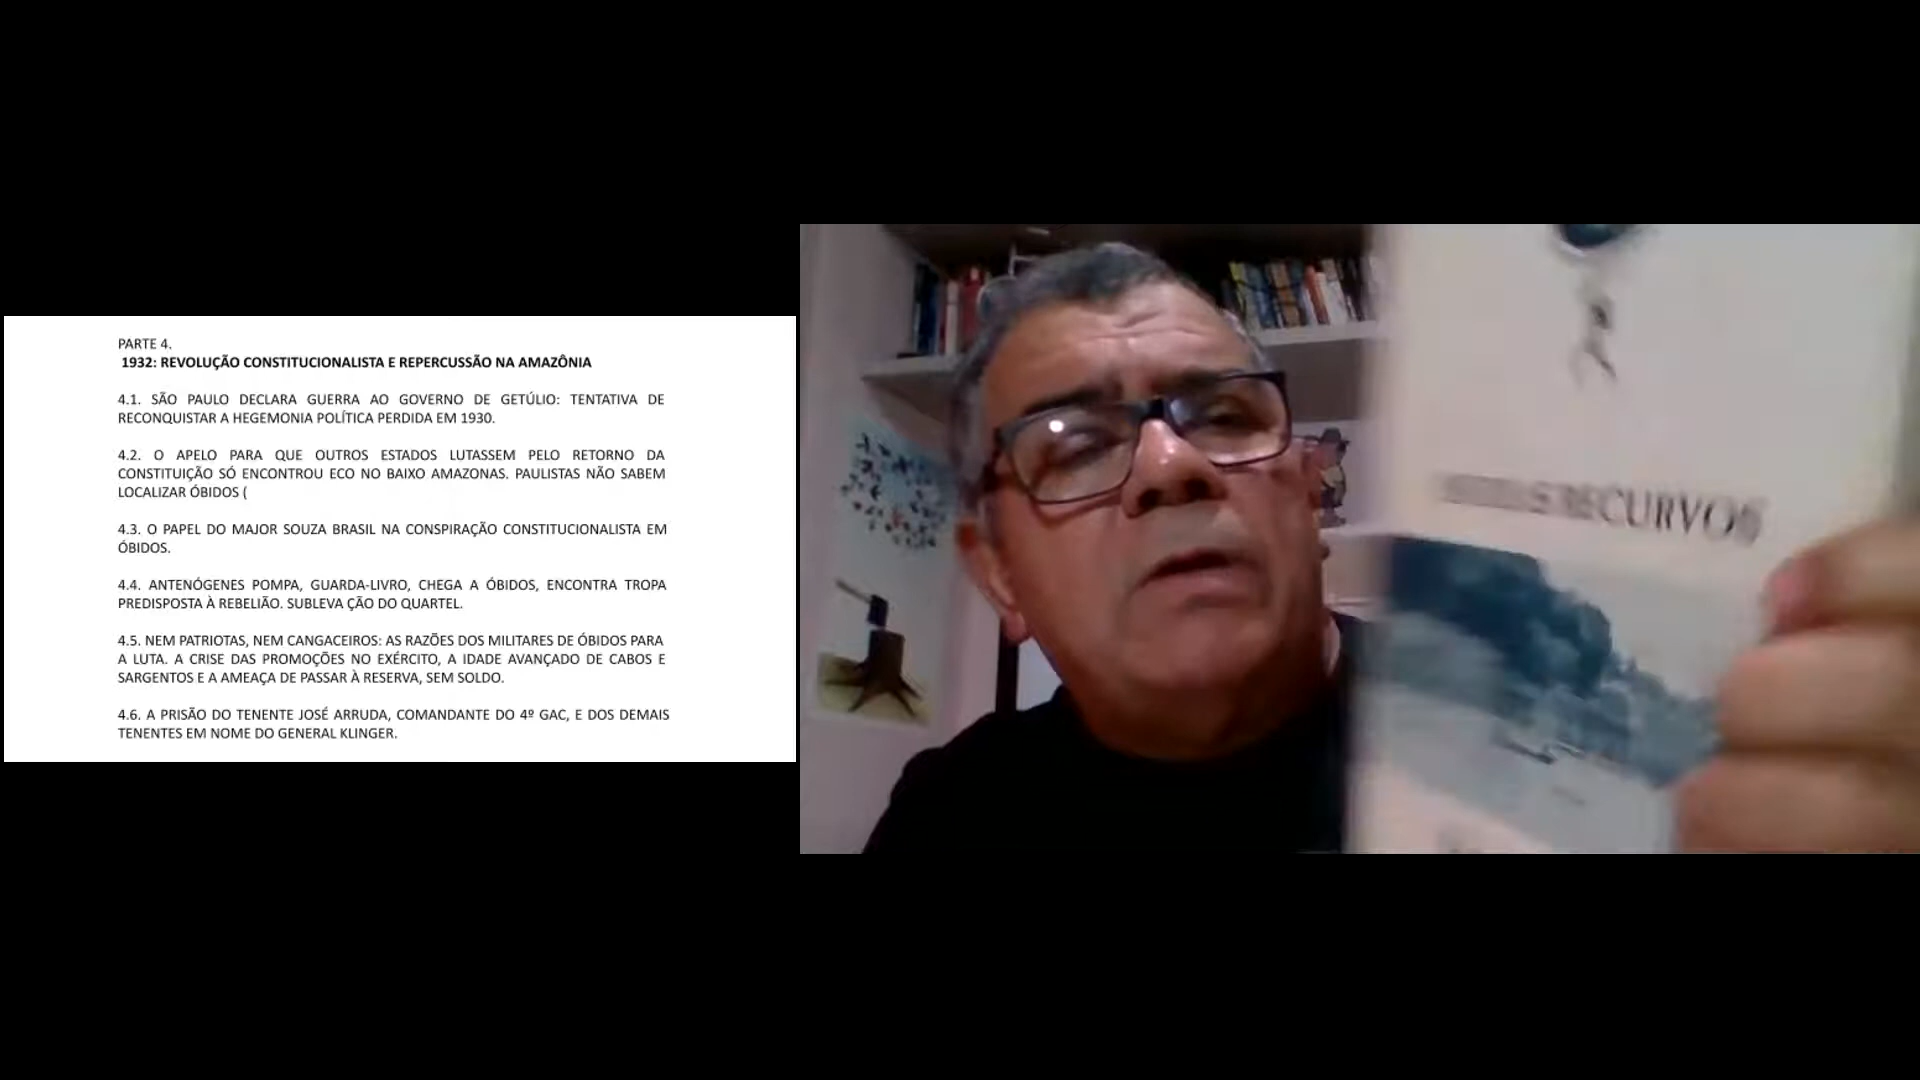 PARTE 4.
1932: REVOLUÇÃO CONSTITUCIONALISTA E REPERCUSSÃO NA AMAZÔNIA
4.1. SÃO PAULO DECLARA GUERRA AO GOVERNO DE GETÚLIO: TENTATIVA DE
RECONQUISTAR A HEGEMONIA POLÍTICA PERDIDA EM 1930.
4.2. O APELO PARA QUE OUTROS ESTADOS LUTASSEM PELO RETORNO DA
CONSTITUIÇÃO SÓ ENCONTROU ECO NO BAIXO AMAZONAS. PAULISTAS NÃO SABEM
LOCALIZAR ÓBIDOS (
4.3. O PAPEL DO MAJOR SOUZA BRASIL NA CONSPIRAÇÃO CONSTITUCIONALISTA EM
ÓBIDOS.
4.4. ANTENÓGENES POMPA, GUARDA-LIVRO, CHEGA A ÓBIDOS, ENCONTRA TROPA
PREDISPOSTA À REBELIÃO. SUBLEVA ÇÃO DO QUARTEL.
4.5. NEM PATRIOTAS, NEM CANGACEIROS: AS RAZÕES DOS MILITARES DE ÓBIDOS PARA
A LUTA. A CRISE DAS PROMOÇÕES NO EXÉRCITO, A IDADE AVANÇADO DE CABOS E
SARGENTOS E A AMEAÇA DE PASSAR À RESERVA, SEM SOLDO.
4.6. A PRISÃO DO TENENTE JOSÉ ARRUDA, COMANDANTE DO 4º GAC, E DOS DEMAIS
TENENTES EM NOME DO GENERAL KLINGER.
RECURVOS